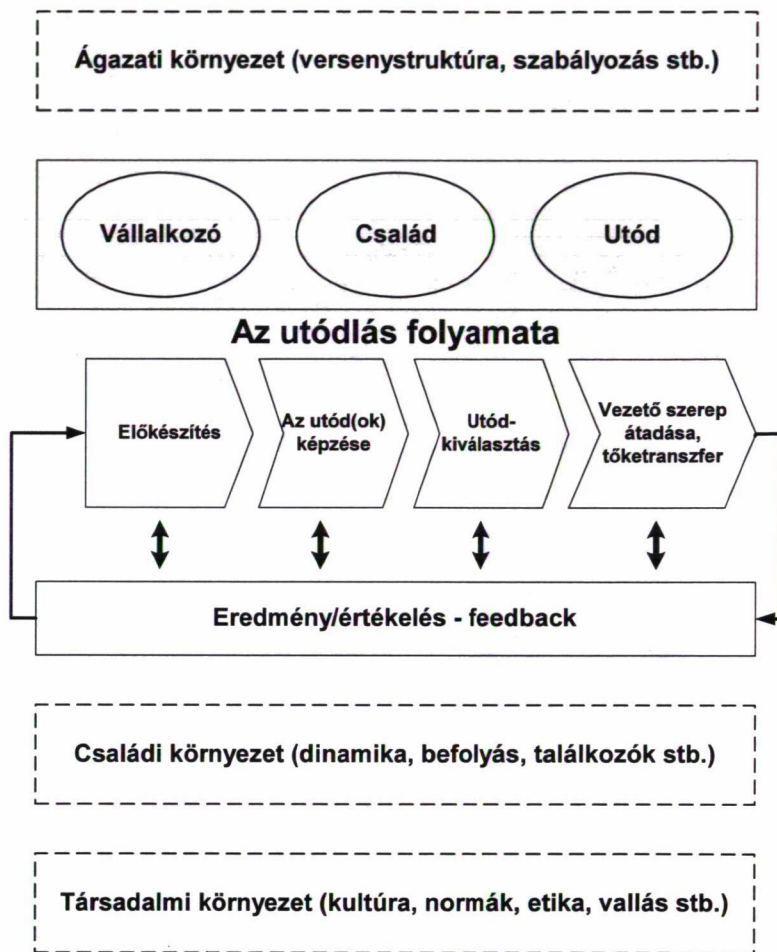 Ágazati környezet (versenystruktúra, szabályozás stb.)
Vállalkozó
Család
Utód
Az utódlás folyamata
Előkészítés
Az utód(ok)
képzése
Utód-
kiválasztás
Vezető szerep
átadása,
tőketranszfer
Eredmény/értékelés - feedback
Családi környezet (dinamika, befolyás, találkozók stb.)
Társadalmi környezet (kultúra, normák, etika, vallás stb.)